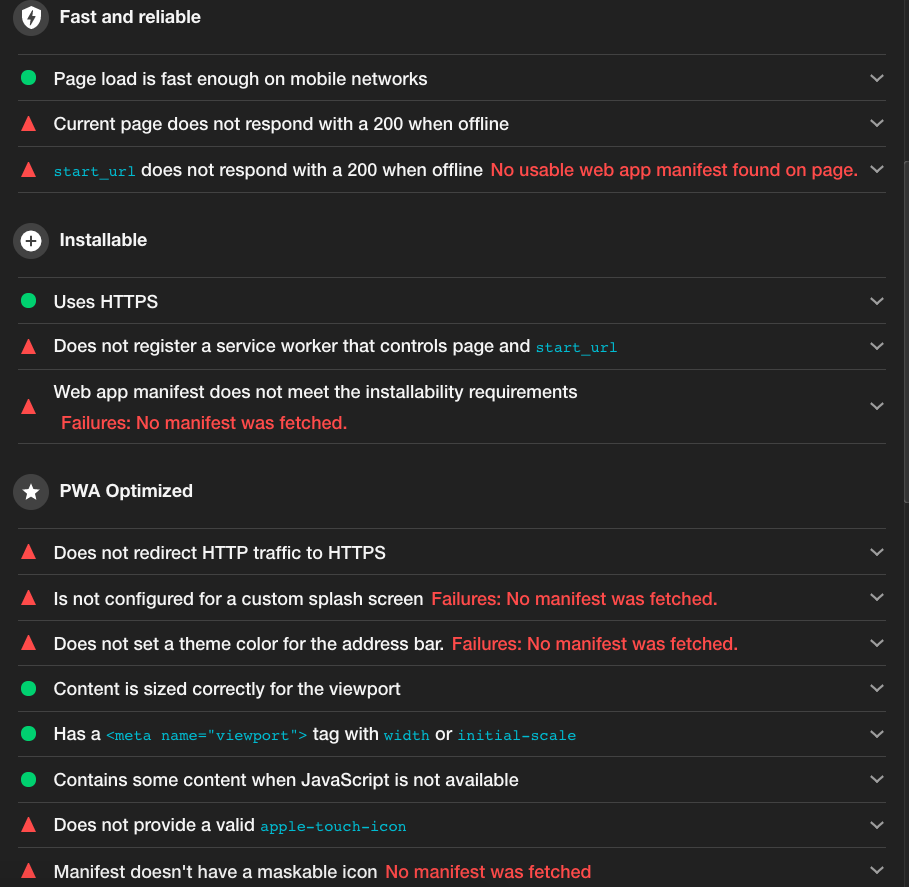 Fast and reliable
Page load is fast enough on mobile networks
Current page does not respond with a 200 when offline
start_url does not respond with a 200 when offline No usable web app manifest found on page.
Installable
Uses HTTPS
Does not register a service worker that controls page and start_url
Web app manifest does not meet the installability requirements
Failures: No manifest was fetched.
PWA Optimized
Does not redirect HTTP traffic to HTTPS
Is not configured for a custom splash screen Failures: No manifest was fetched.
Does not set a theme color for the address bar. Failures: No manifest was fetched.
Content is sized correctly for the viewport
Has a <meta name="viewport"> tag with width or initial-scale
Contains some content when JavaScript is not available
Does not provide a valid apple-touch-icon
Manifest doesn't have a maskable icon No manifest was fetched